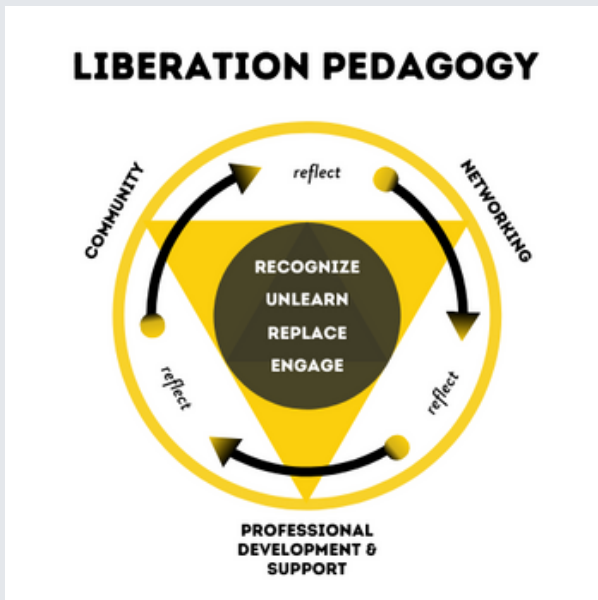 LIBERATION PEDAGOGY
reflect
COMMUNITY
NETWORKING
RECOGNIZE
UNLEARN
REPLACE
ENGAGE
reflect
reflect
PROFESSIONAL
DEVELOPMENT &
SUPPORT